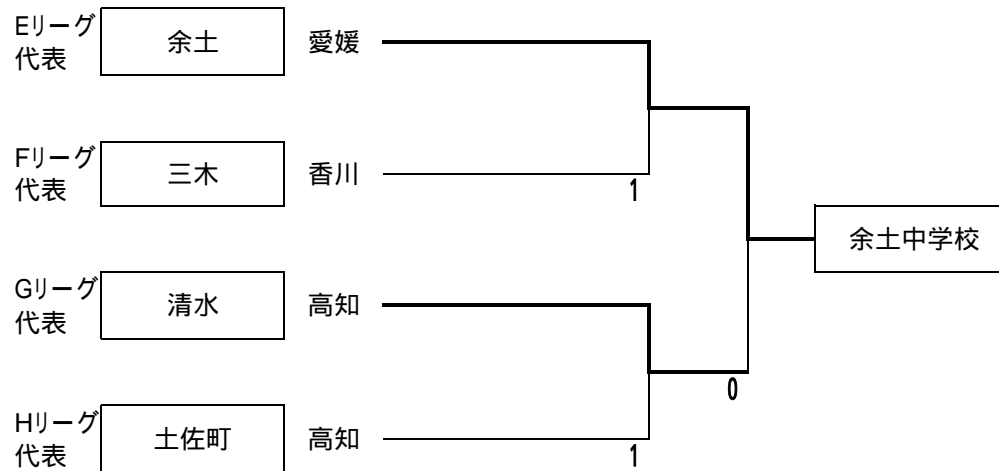 Eリーグ
代表
余土
愛媛
Fリーグ
代表
三木
香川
1
余土中学校
Gリーグ
代表
清水
高知
0
Hリーグ
代表
土佐町
高知
1